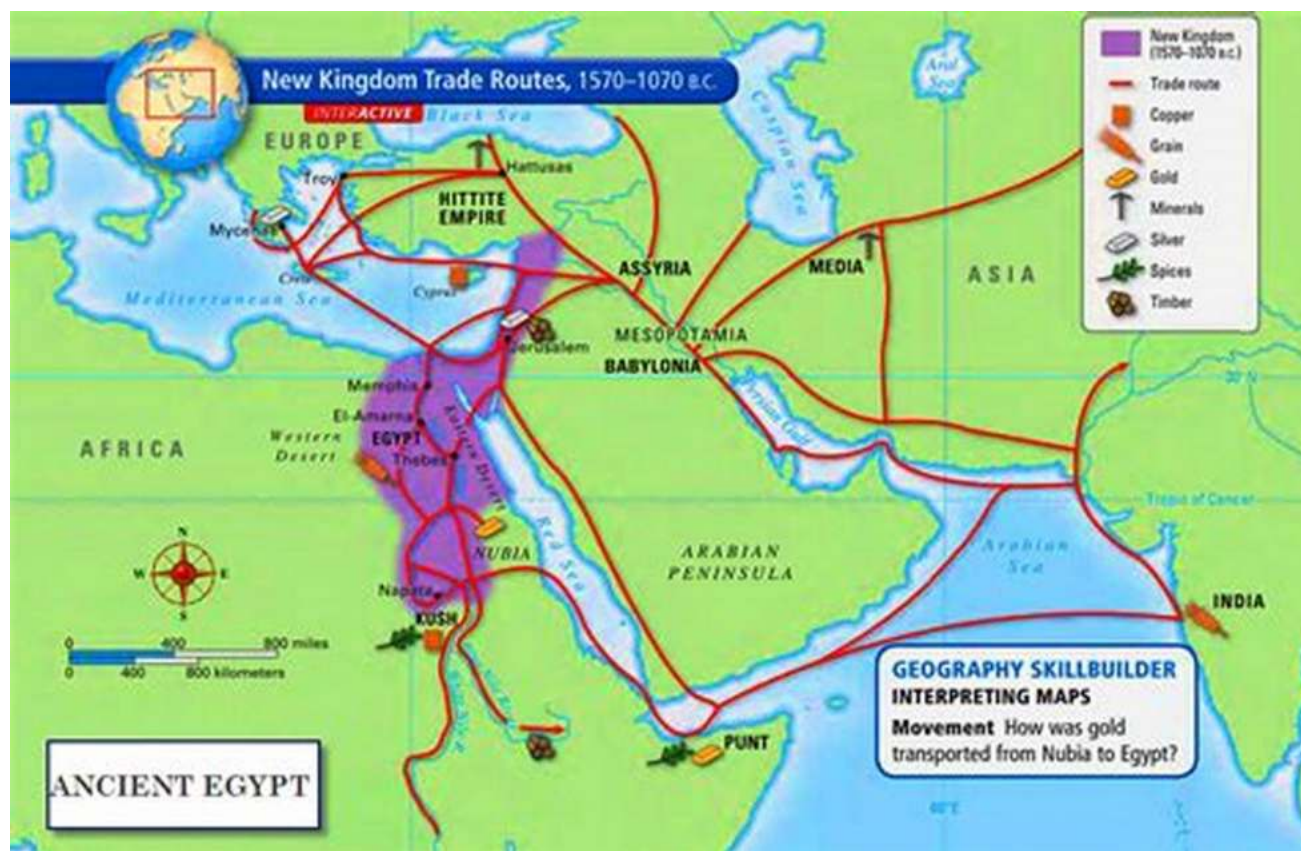 New Kingdom Trade Routes, 1570–1070 B.C.
INTERACTIVE
New Kingdom
(1570–1070 B.C.)
Trade route
Copper
Grain
Gold
Minerals
Silver
Spices
Timber
Aral
Sea
Caspian Sea
Black Sea
EUROPE
Troy
Hattusas
HITTITE
EMPIRE
Mycenae
Crete
Cyprus
Mediterranean Sea
ASSYRIA
MEDIA
ASIA
MESOPOTAMIA
BABYLONIA
Jerusalem
Persian Gulf
Memphis
El-Amarna
EGYPT
Thebes
Western
Desert
Eastern Desert
AFRICA
30°N
Tropic of Cancer
Red Sea
NUBIA
ARABIAN
PENINSULA
Arabian
Sea
N
W E
S
Napata
KUSH
INDIA
0 400 800 miles
0 400 800 kilometers
PUNT
GEOGRAPHY SKILLBUILDER
INTERPRETING MAPS
Movement How was gold
transported from Nubia to Egypt?
ANCIENT EGYPT